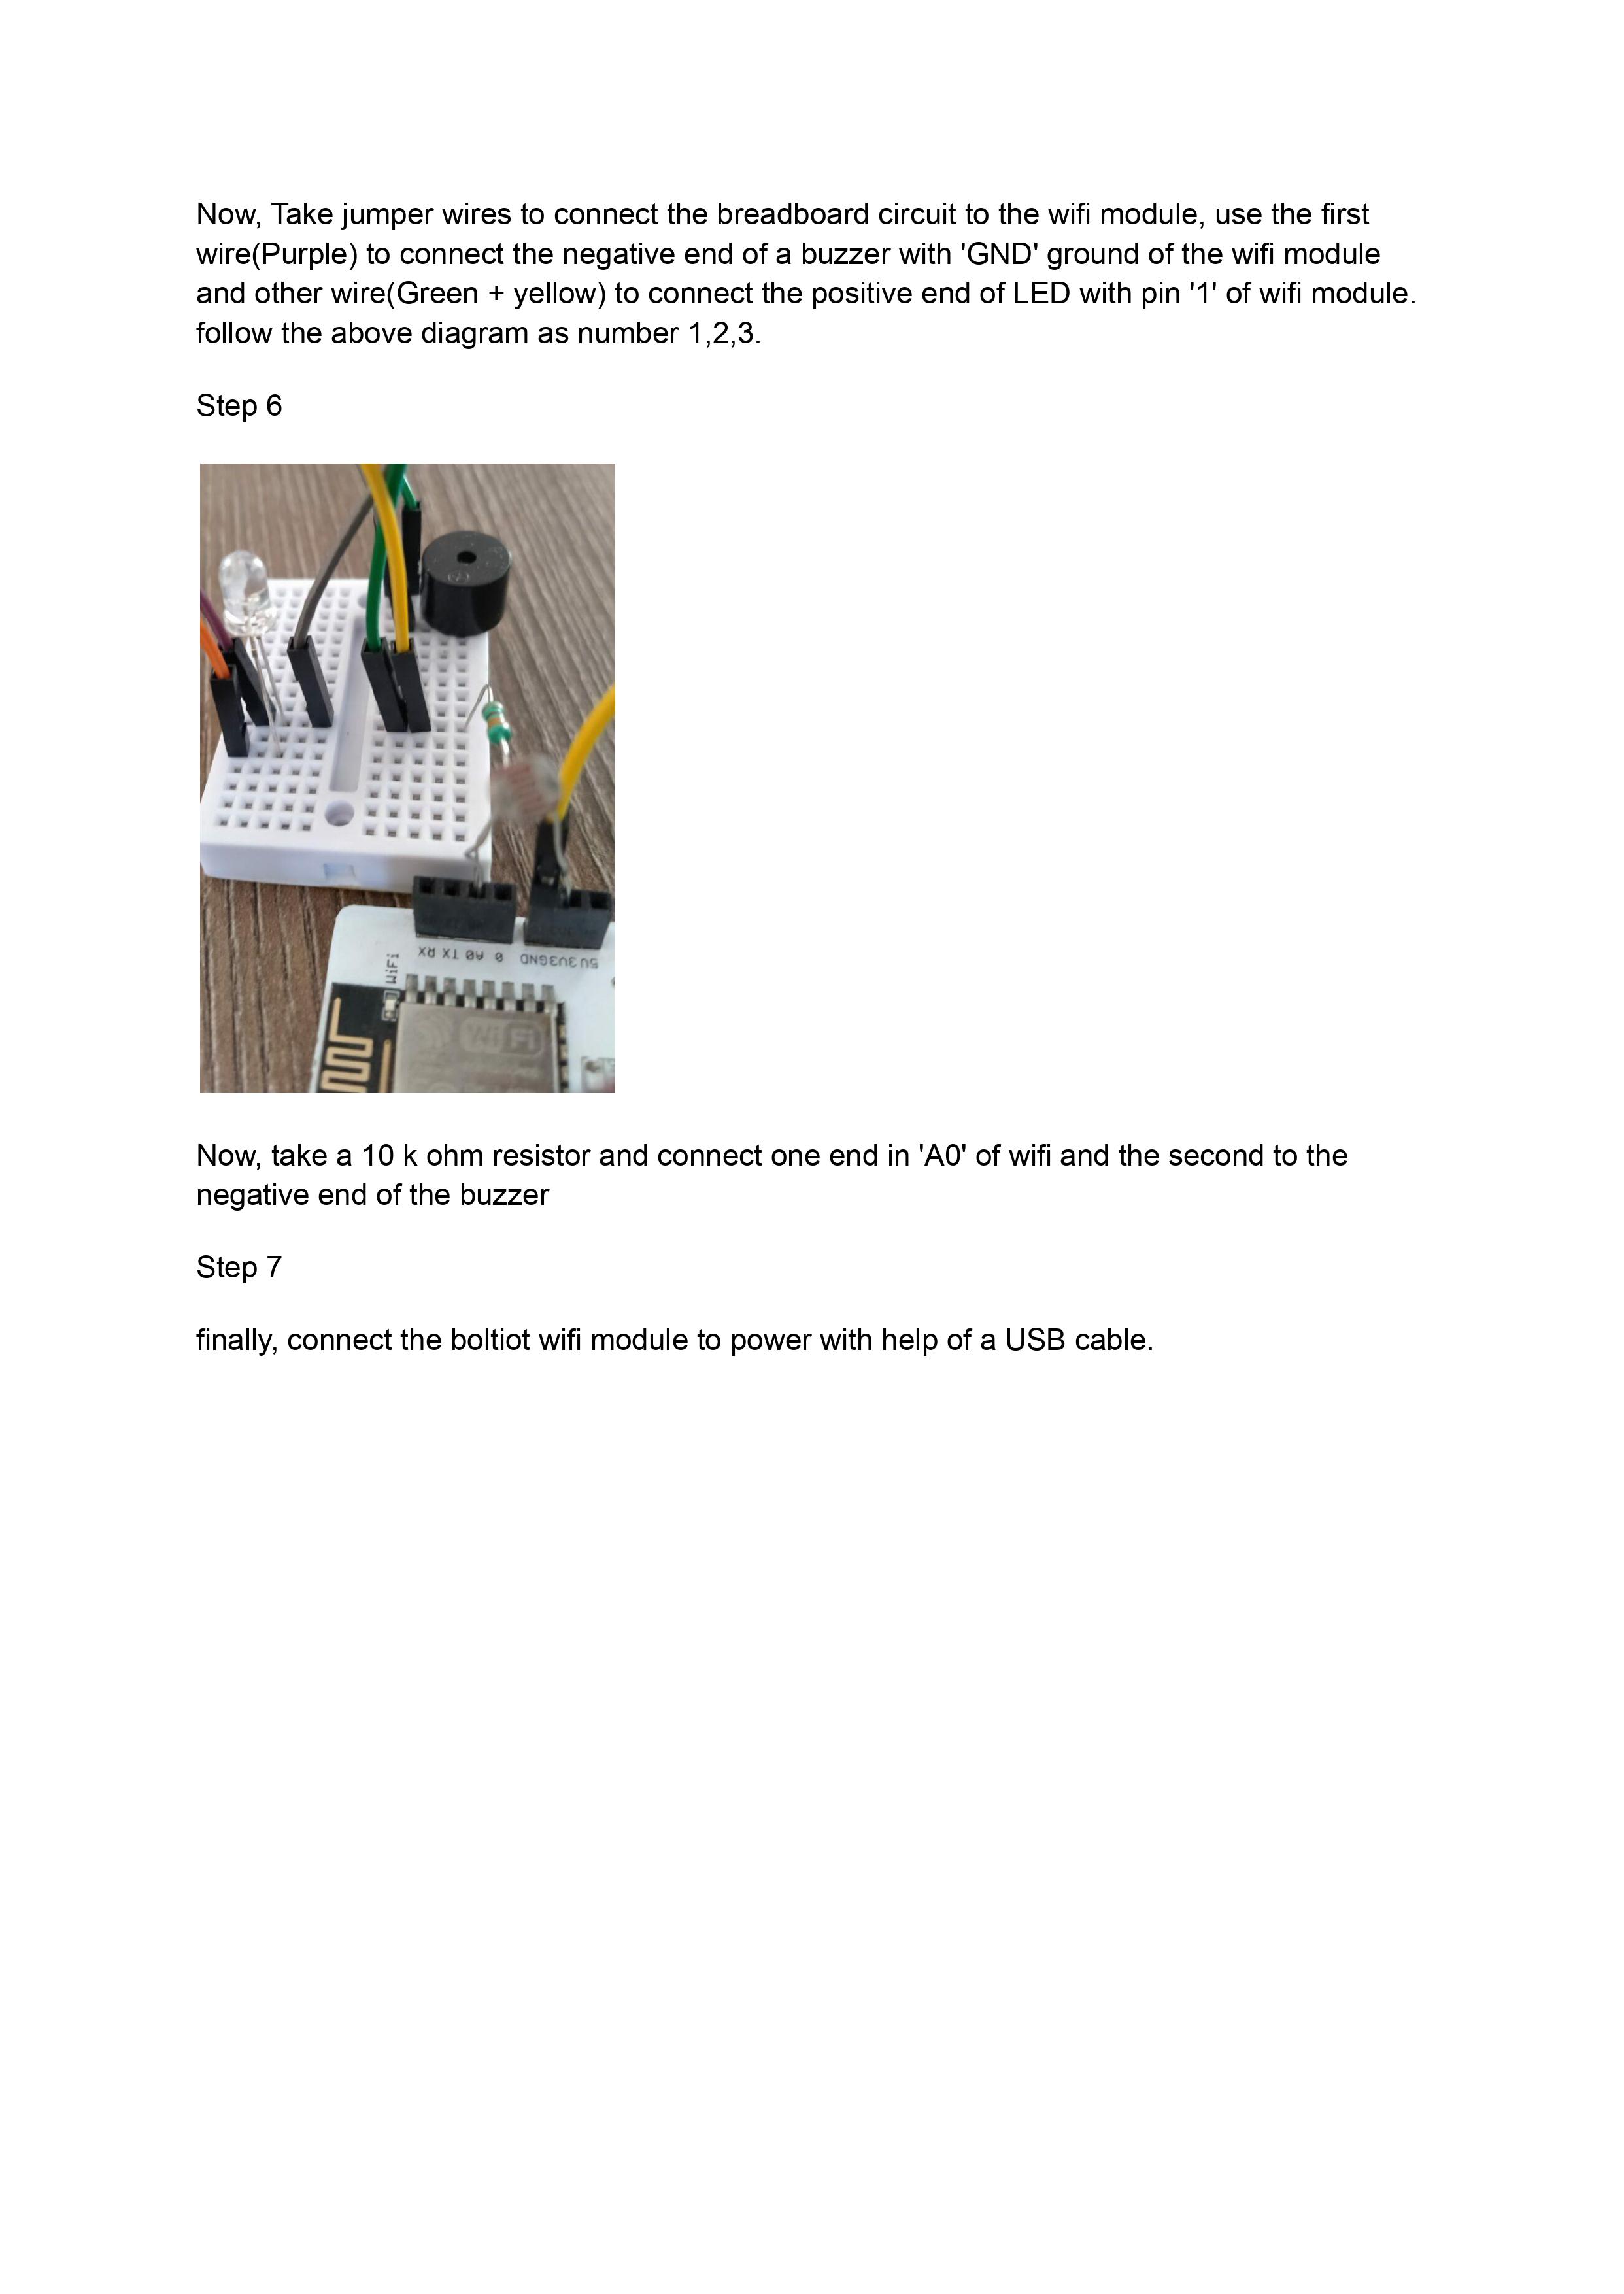 Now, Take jumper wires to connect the breadboard circuit to the wifi module, use the first
wire(Purple) to connect the negative end of a buzzer with 'GND' ground of the wifi module
and other wire(Green + yellow) to connect the positive end of LED with pin '1' of wifi module.
follow the above diagram as number 1,2,3.
Step 6
WiFi
RX TX A0 0 GND 3V3 5V
WiFi
Now, take a 10 k ohm resistor and connect one end in 'A0' of wifi and the second to the
negative end of the buzzer
Step 7
finally, connect the boltiot wifi module to power with help of a USB cable.